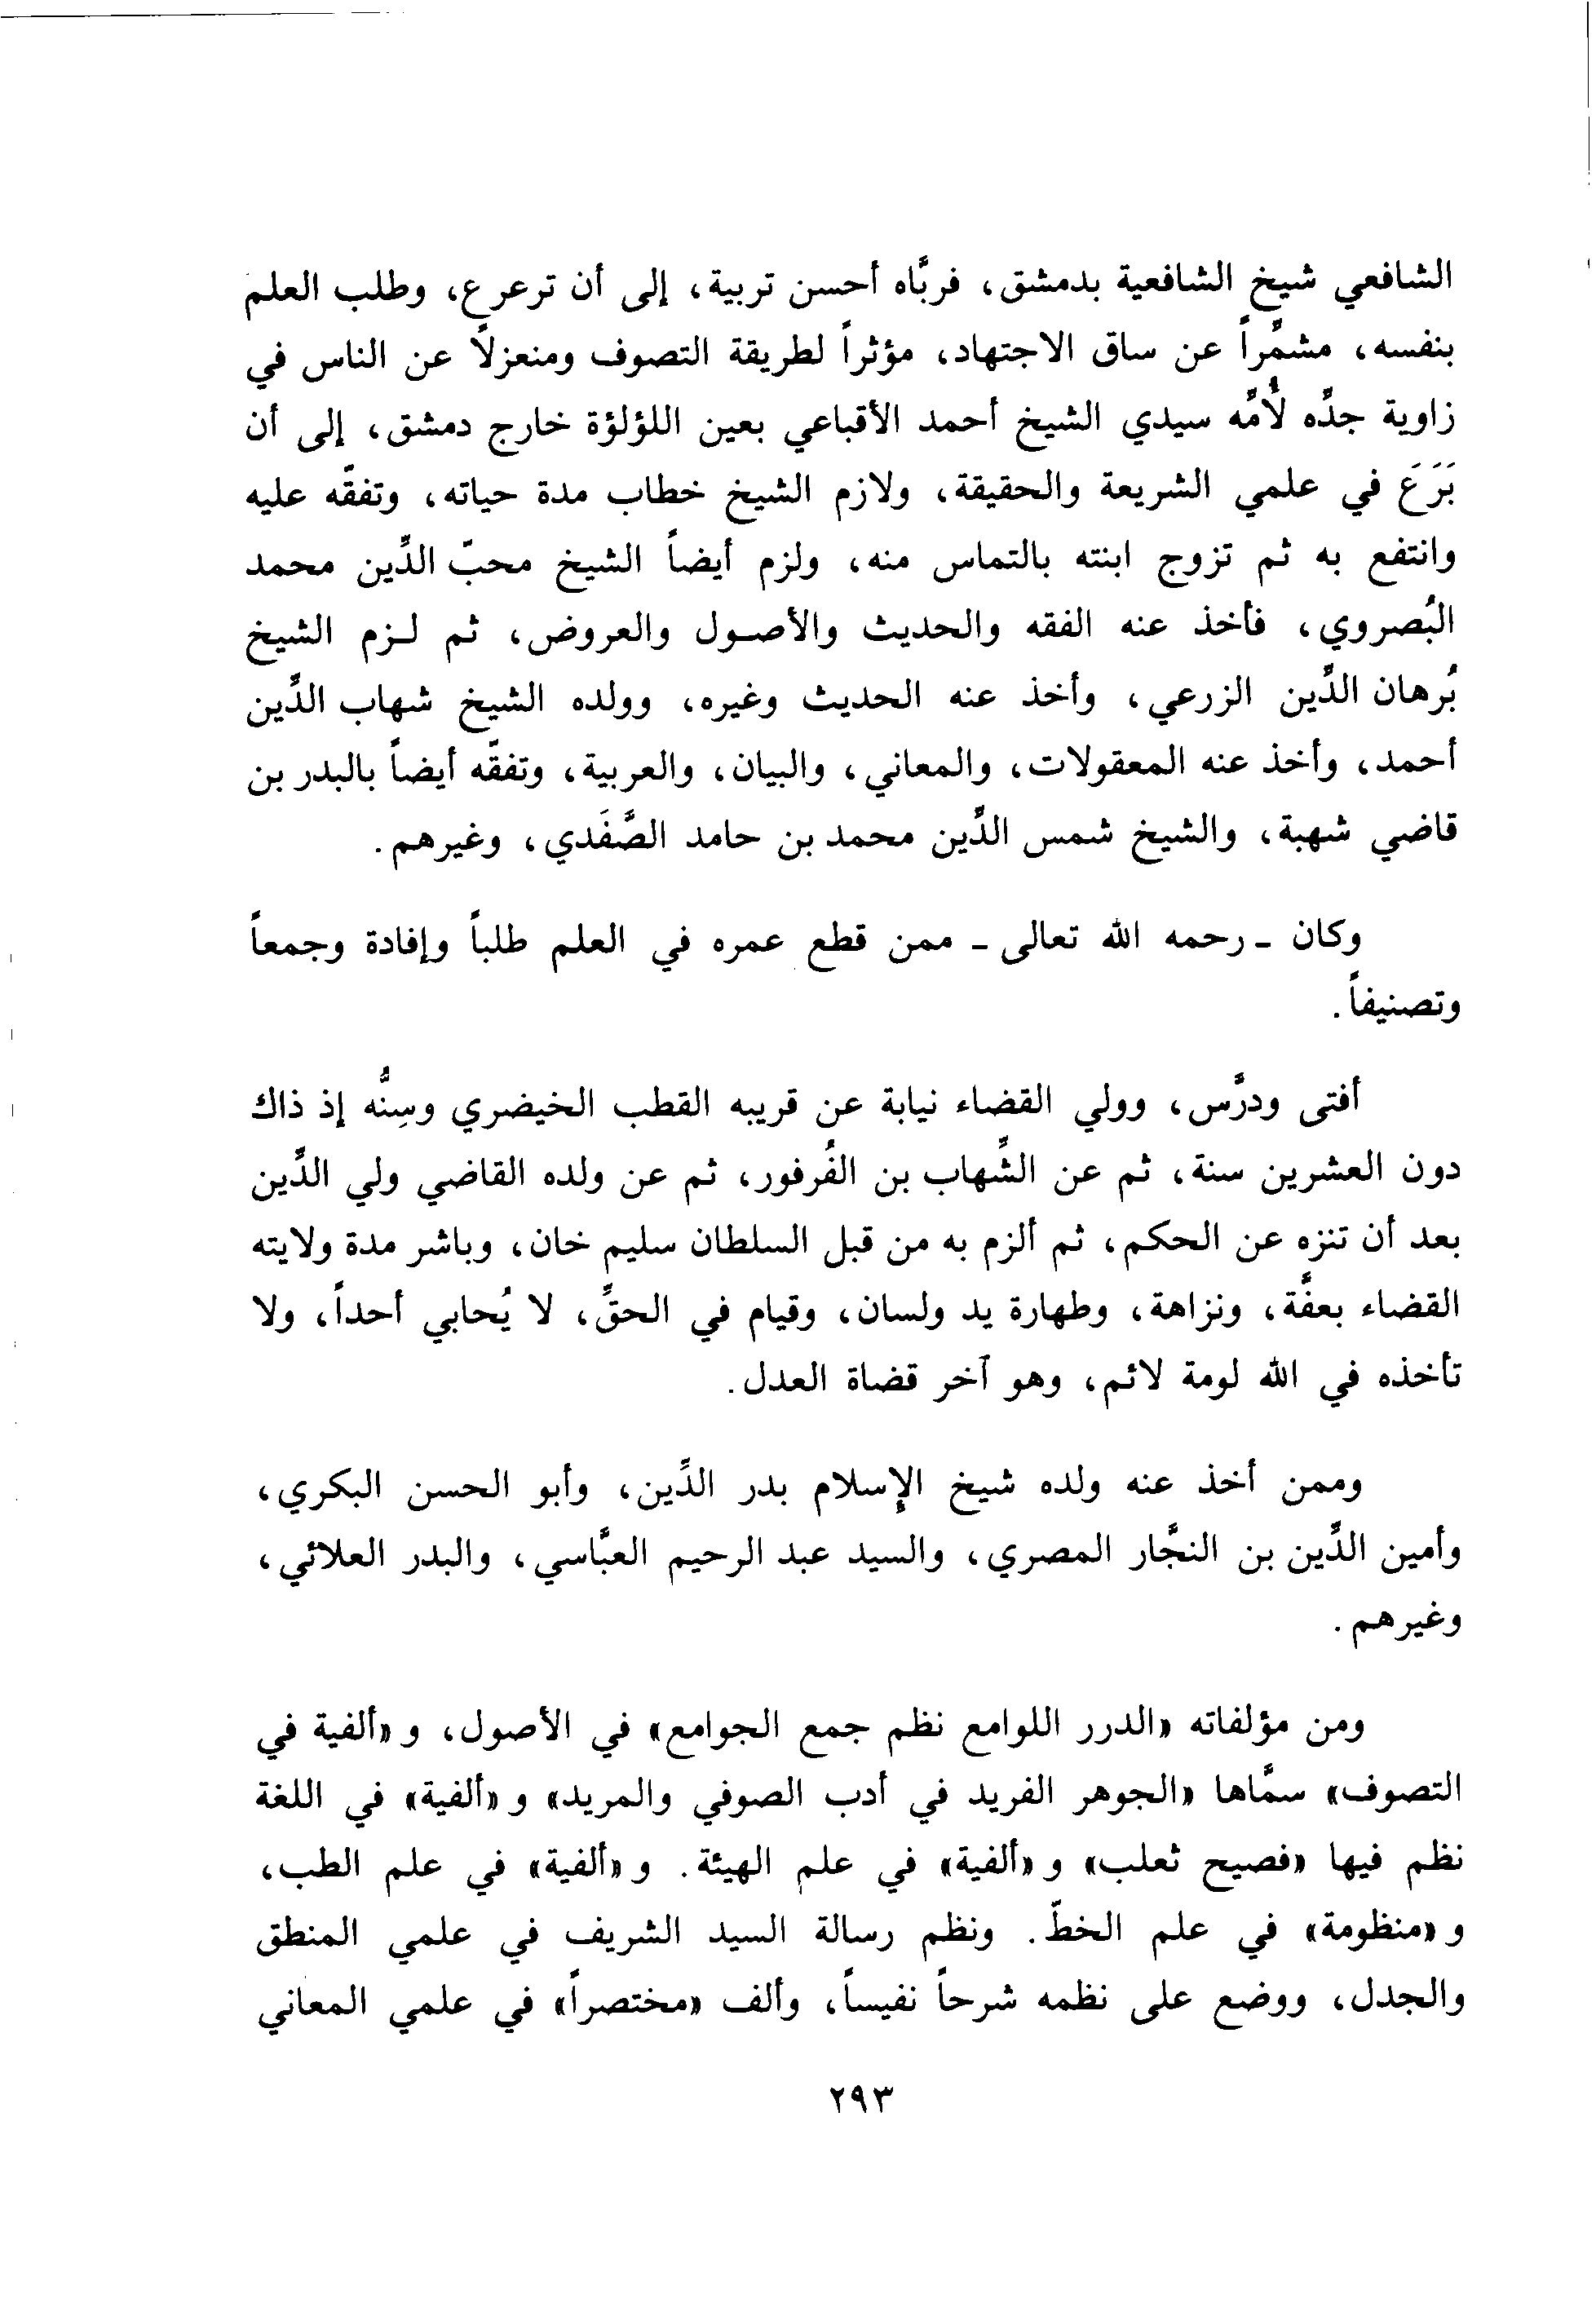 الشافعي شيخ الشافعية بدمشق، فربَّاه أحسن تربية، إلى أن ترعرع، وطلب العلم
بنفسه، مشمِّراً عن ساق الاجتهاد، مؤثراً لطريقة التصوف ومنعزلاً عن الناس في
زاوية جدِّه لأُمِّه سيدي الشيخ أحمد الأقباعي بعين اللؤلؤة خارج دمشق، إلى أن
بَرَعَ في علمي الشريعة والحقيقة، ولازم الشيخ خطاب مدة حياته، وتفقّه عليه
وانتفع به ثم تزوج ابنته بالتماس منه، ولزم أيضاً الشيخ محبّ الدِّين محمد
البُصروي، فأخذ عنه الفقه والحديث والأصول والعروض، ثم لزم الشيخ
بُرهان الدِّين الزرعي، وأخذ عنه الحديث وغيره، وولده الشيخ شهاب الدِّين
أحمد، وأخذ عنه المعقولات، والمعاني، والبيان، والعربية، وتفقّه أيضاً بالبدر بن
قاضي شهبة، والشيخ شمس الدِّين محمد بن حامد الصَّفَدي، وغيرهم.
وكان ـ رحمه الله تعالى ـ ممن قطع عمره في العلم طلباً وإفادة وجمعاً
وتصنيفاً.
أفتى ودرَّس، وولي القضاء نيابة عن قريبه القطب الخيضري وسِنُّه إذ ذاك
دون العشرين سنة، ثم عن الشِّهاب بن الفُرفور، ثم عن ولده القاضي ولي الدِّين
بعد أن تنزه عن الحكم، ثم ألزم به من قبل السلطان سليم خان، وباشر مدة ولايته
القضاء بعفَّة، ونزاهة، وطهارة يد ولسان، وقيام في الحقِّ، لا يُحابي أحداً، ولا
تأخذه في الله لومة لائم، وهو آخر قضاة العدل.
وممن أخذ عنه ولده شيخ الإسلام بدر الدِّين، وأبو الحسن البكري،
وأمين الدِّين بن النجَّار المصري، والسيد عبد الرحيم العبَّاسي، والبدر العلائي،
وغيرهم.
ومن مؤلفاته «الدرر اللوامع نظم جمع الجوامع» في الأصول، و«ألفية في
التصوف» سمَّاها «الجوهر الفريد في أدب الصوفي والمريد» و«ألفية» في اللغة
نظم فيها «فصيح ثعلب» و«ألفية» في علم الهيئة. و«ألفية» في علم الطب،
و«منظومة» في علم الخطّ. ونظم رسالة السيد الشريف في علمي المنطق
والجدل، ووضع على نظمه شرحاً نفيساً، وألف «مختصراً» في علمي المعاني
٢٩٣